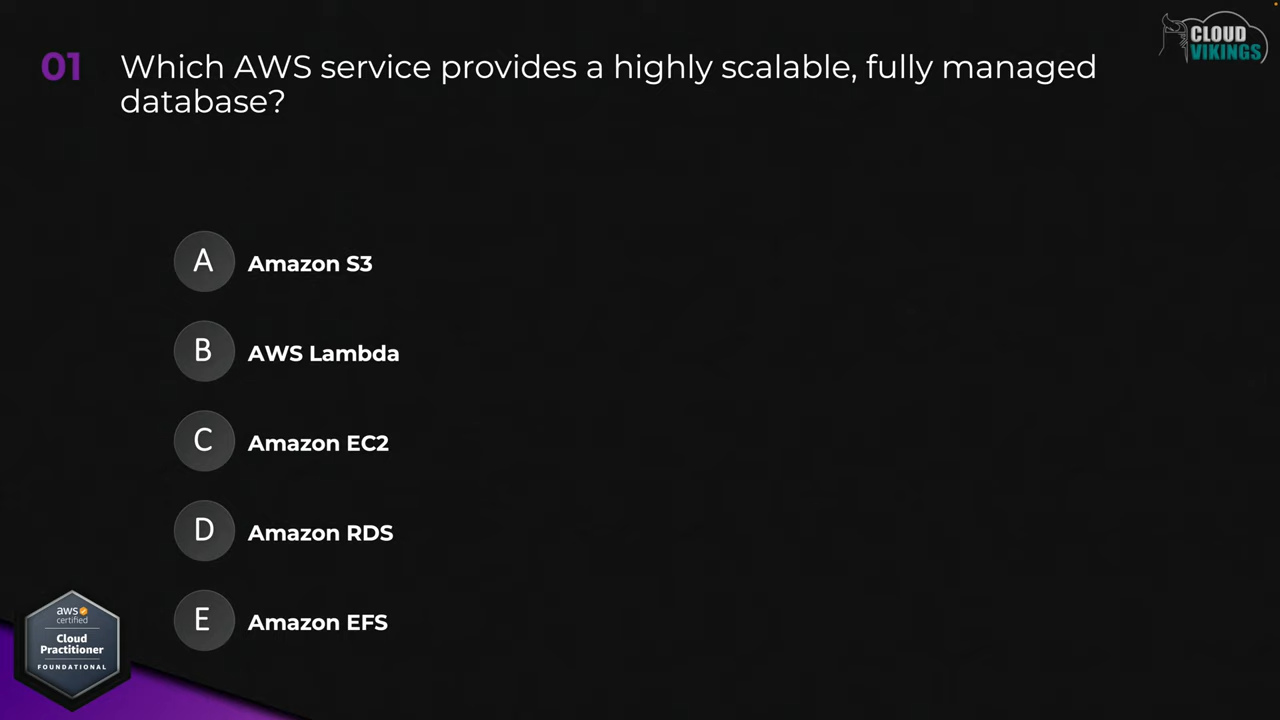 01 Which AWS service provides a highly scalable, fully managed
database?
CLOUD
VIKINGS
A Amazon S3
B AWS Lambda
C Amazon EC2
D Amazon RDS
E Amazon EFS
aws
certified
Cloud
Practitioner
FOUNDATIONAL